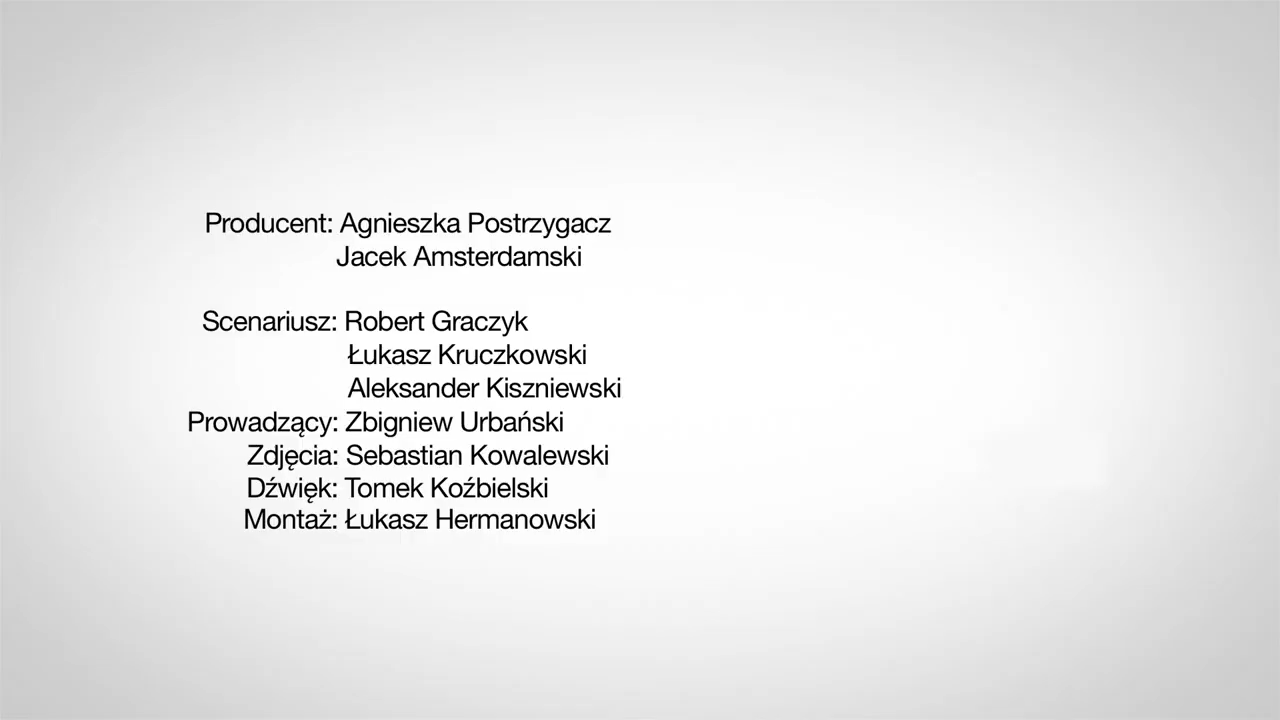 Producent: Agnieszka Postrzygacz
Jacek Amsterdamski
Scenariusz: Robert Graczyk
Łukasz Kruczkowski
Aleksander Kiszniewski
Prowadzący: Zbigniew Urbański
Zdjęcia: Sebastian Kowalewski
Dźwięk: Tomek Koźbielski
Montaż: Łukasz Hermanowski